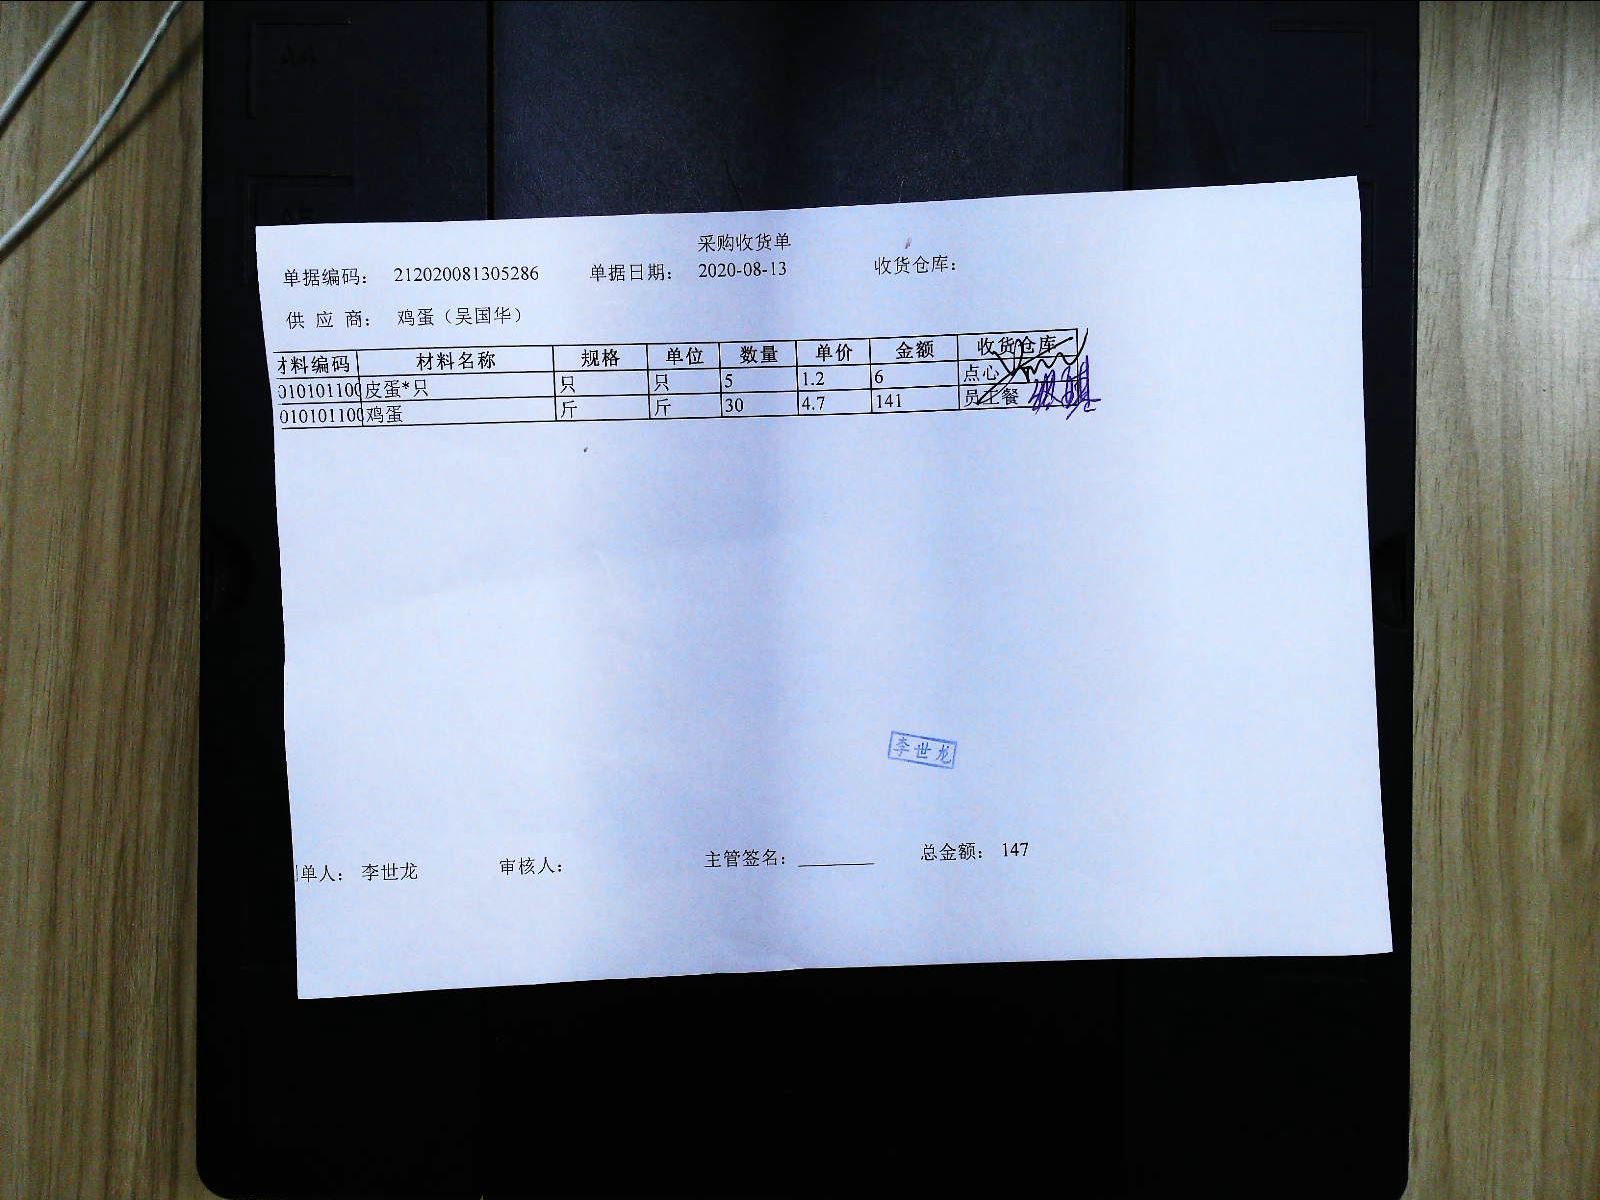 采购收货单
单据编码： 212020081305286 单据日期： 2020-08-13 收货仓库：
供 应 商： 鸡蛋（吴国华）
材料编码 材料名称 规格 单位 数量 单价 金额 收货仓库
010101100 皮蛋*只 只 只 5 1.2 6 点心
010101100 鸡蛋 斤 斤 30 4.7 141 员工餐
李世龙
单人： 李世龙 审核人： 主管签名： 总金额： 147